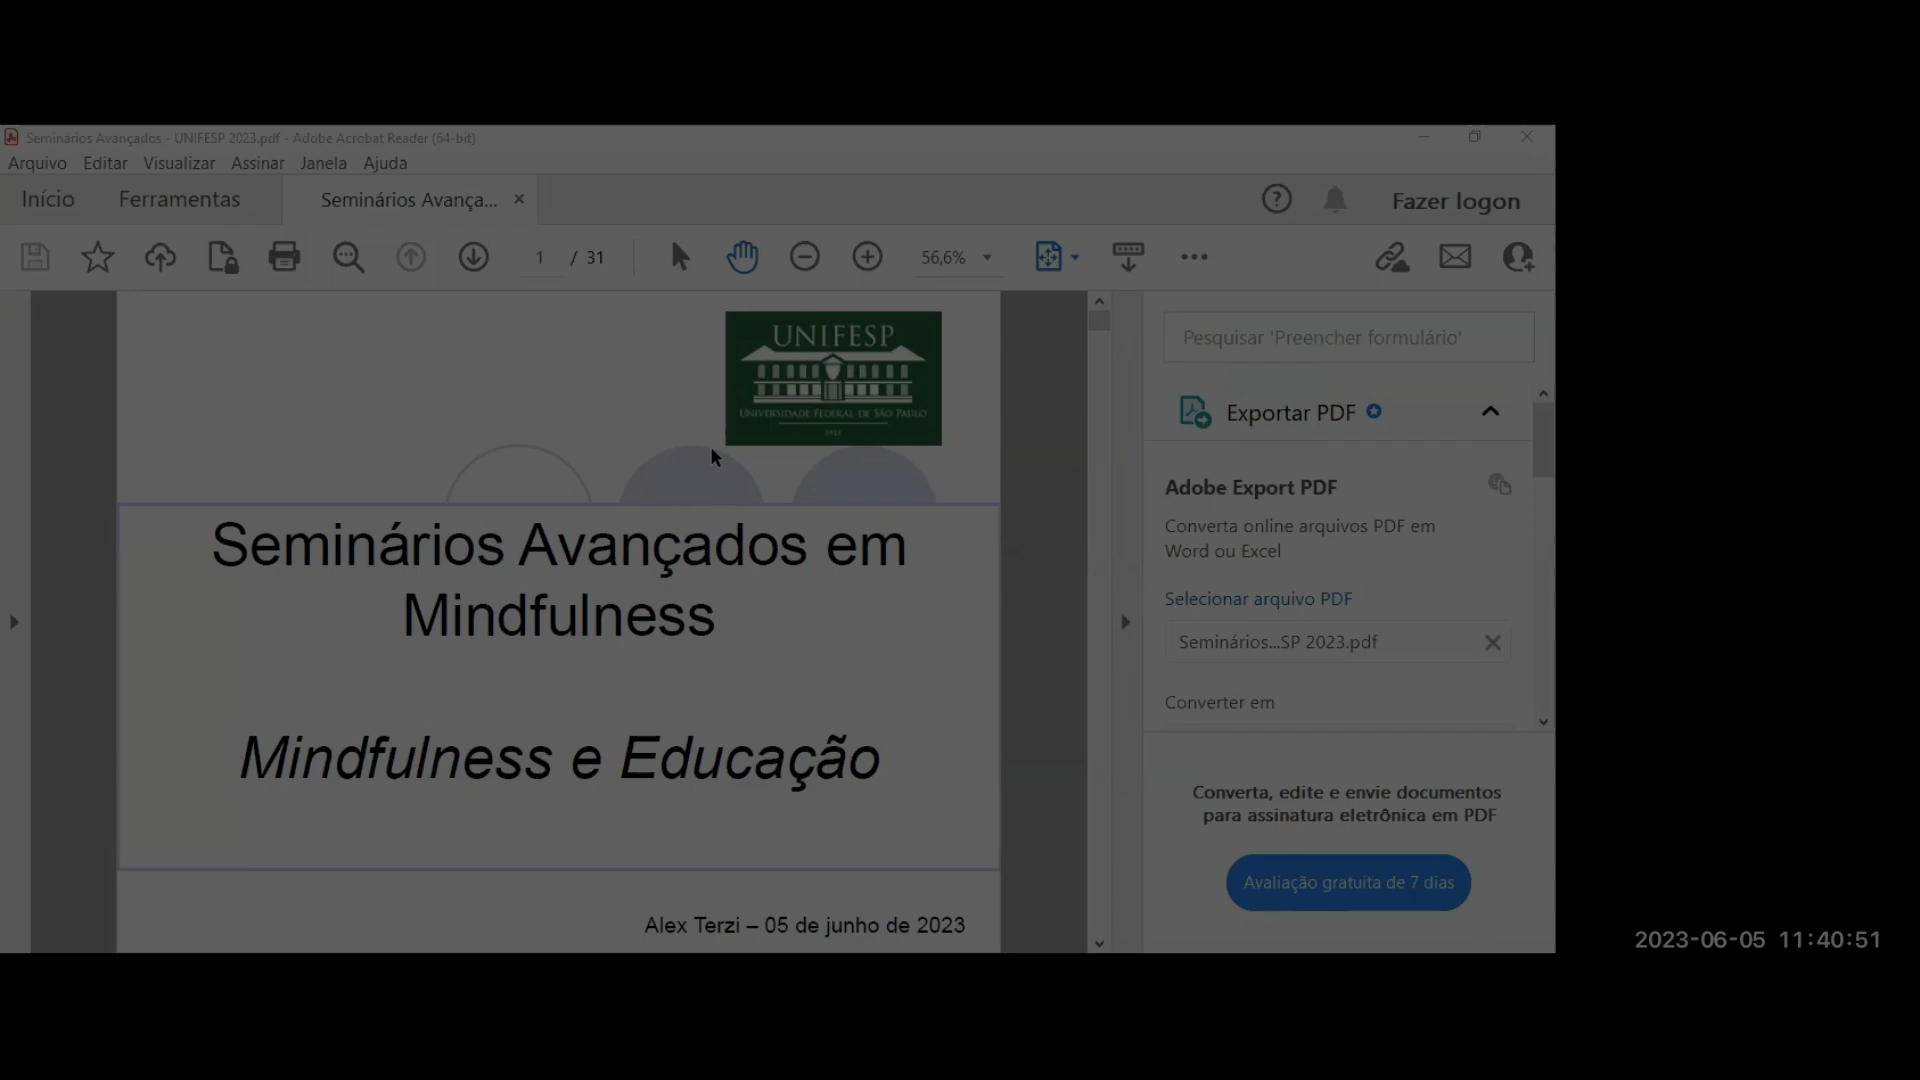 Seminários Avançados - UNIFESP 2023.pdf - Adobe Acrobat Reader (64-bit)
Arquivo Editar Visualizar Assinar Janela Ajuda
Início Ferramentas Seminários Avança... Fazer logon
1 / 31 56,6%
UNIFESP
UNIVERSIDADE FEDERAL DE SÃO PAULO
1933
Seminários Avançados em
Mindfulness
Mindfulness e Educação
Alex Terzi – 05 de junho de 2023
Pesquisar 'Preencher formulário'
Exportar PDF
Adobe Export PDF
Converta online arquivos PDF em
Word ou Excel
Selecionar arquivo PDF
Seminários...SP 2023.pdf
Converter em
Converta, edite e envie documentos
para assinatura eletrônica em PDF
Avaliação gratuita de 7 dias
2023-06-05 11:40:51